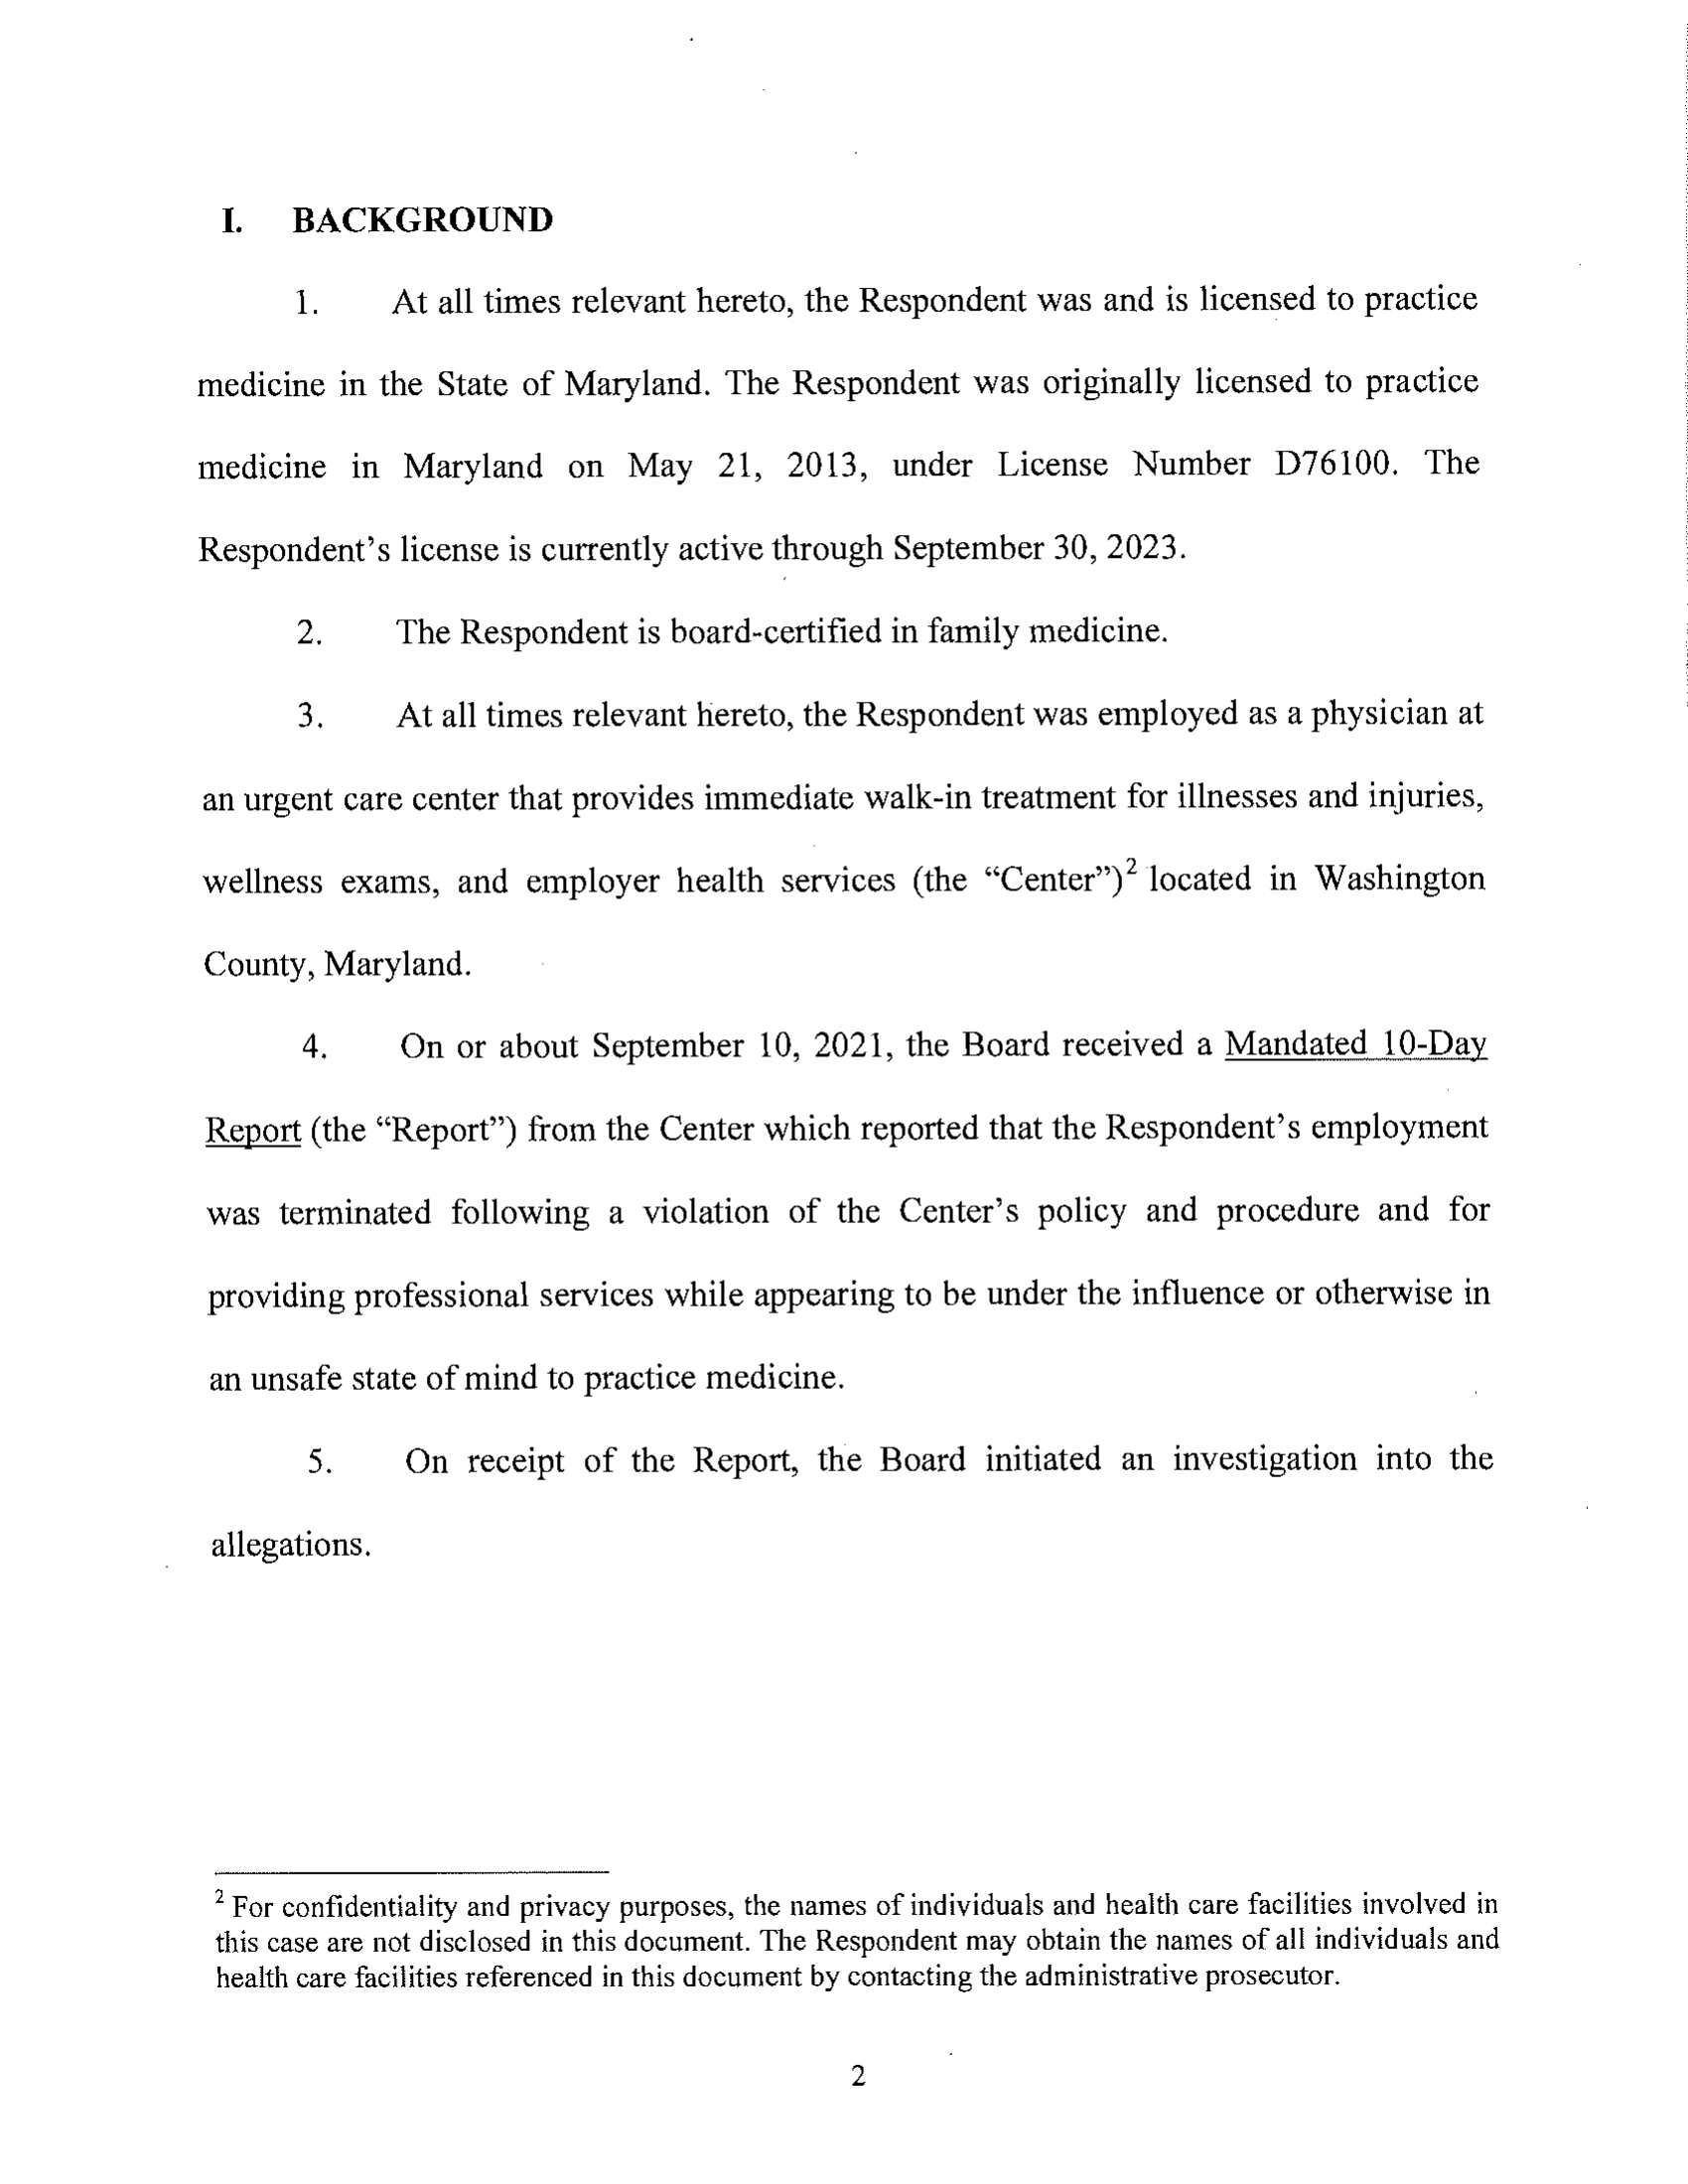 I. BACKGROUND
1. At all times relevant hereto, the Respondent was and is licensed to practice
medicine in the State of Maryland. The Respondent was originally licensed to practice
medicine in Maryland on May 21, 2013, under License Number D76100. The
Respondent's license is currently active through September 30, 2023.
2. The Respondent is board-certified in family medicine.
3. At all times relevant hereto, the Respondent was employed as a physician at
an urgent care center that provides immediate walk-in treatment for illnesses and injuries,
wellness exams, and employer health services (the “Center”)² located in Washington
County, Maryland.
4. On or about September 10, 2021, the Board received a Mandated 10-Day
Report (the “Report”) from the Center which reported that the Respondent's employment
was terminated following a violation of the Center's policy and procedure and for
providing professional services while appearing to be under the influence or otherwise in
an unsafe state of mind to practice medicine.
5. On receipt of the Report, the Board initiated an investigation into the
allegations.
² For confidentiality and privacy purposes, the names of individuals and health care facilities involved in
this case are not disclosed in this document. The Respondent may obtain the names of all individuals and
health care facilities referenced in this document by contacting the administrative prosecutor.
2